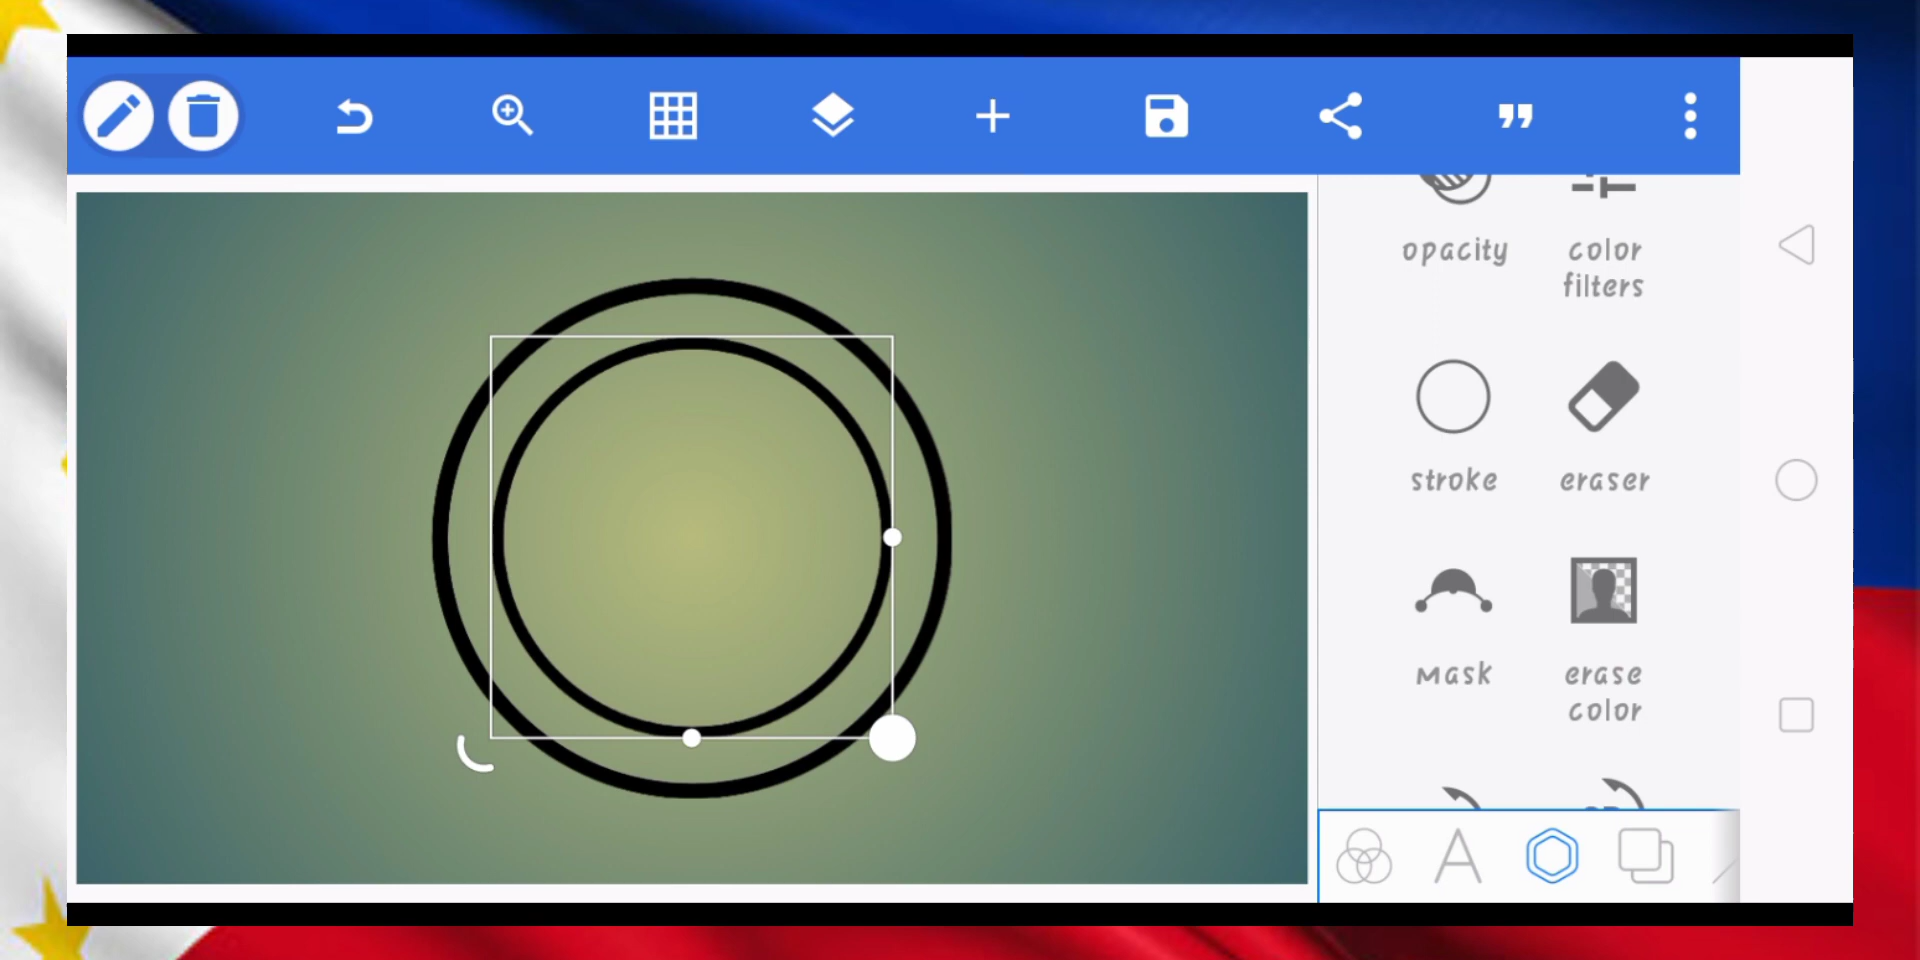 opacity
color
filters
stroke
eraser
mask
erase
color